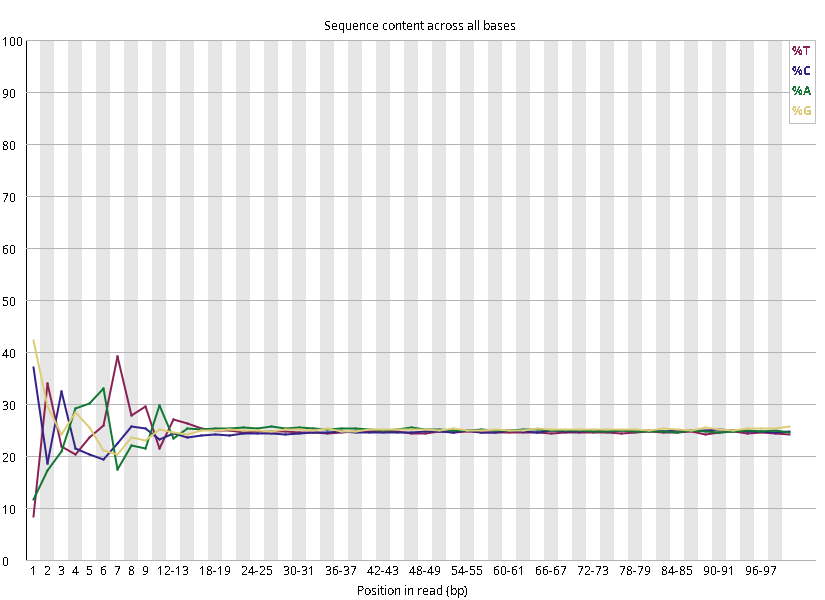 Sequence content across all bases
100
90
80
70
60
50
40
30
20
10
0
%T
%C
%A
%G
1 2 3 4 5 6 7 8 9 12-13 18-19 24-25 30-31 36-37 42-43 48-49 54-55 60-61 66-67 72-73 78-79 84-85 90-91 96-97
Position in read (bp)